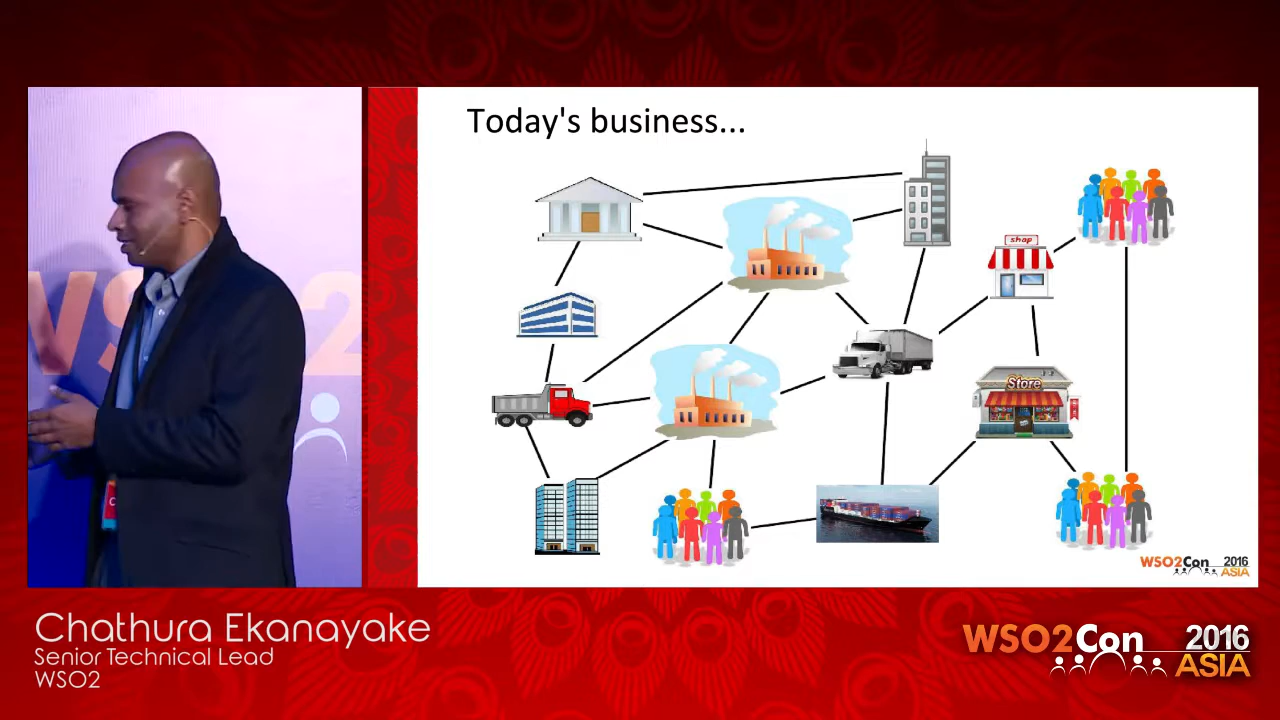 Today's business...
shop
Store
WSO2Con 2016
ASIA
Chathura Ekanayake
Senior Technical Lead
WSO2
WSO2Con 2016
ASIA